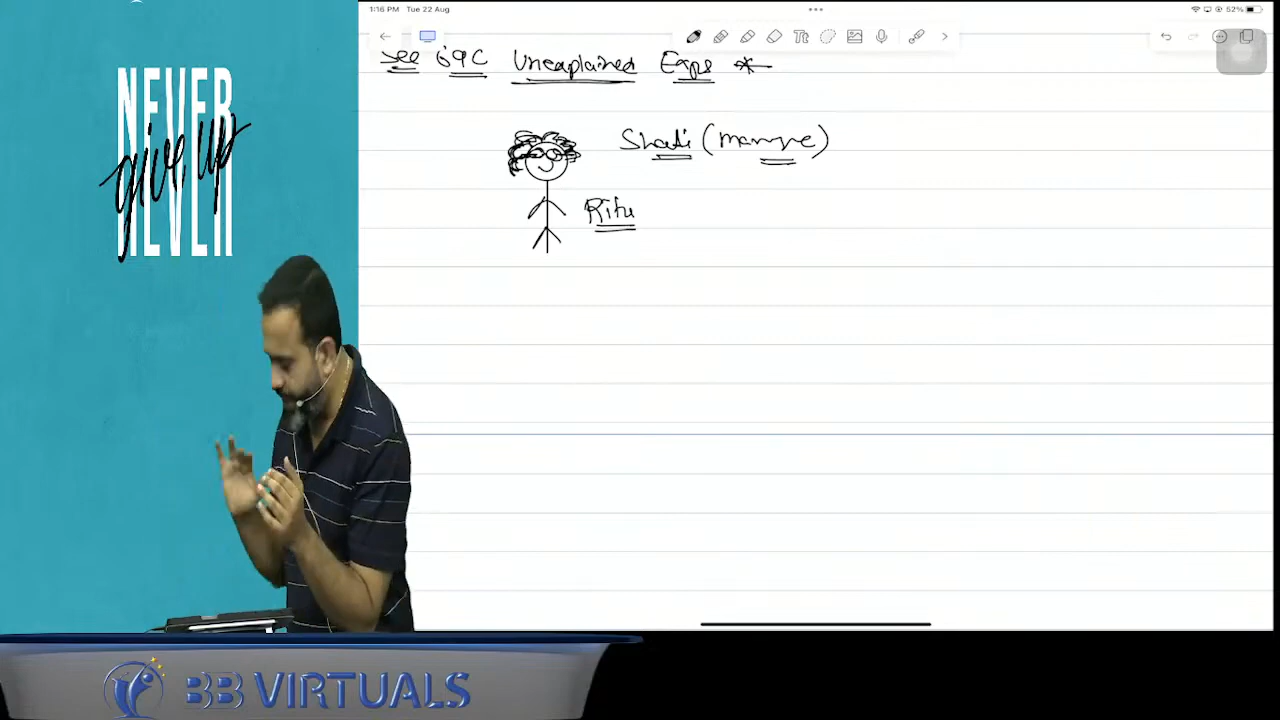 1:16 PM Tue 22 Aug
52%
See 69C Unexplained Exps *
NEVER
give up
NEVER
Shadi (marriage)
Ritu
BB VIRTUALS